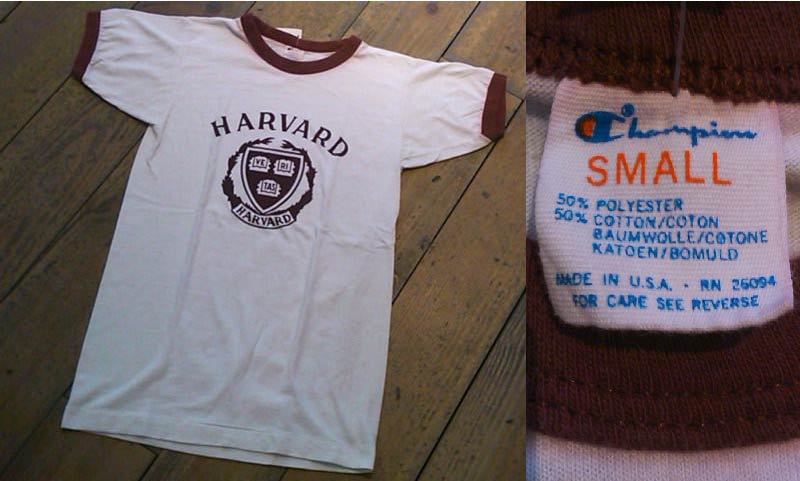 HARVARD
VE RI
TAS
HARVARD
Champion
SMALL
50% POLYESTER
50% COTTON/COTON
BAUMWOLLE/COTONE
KATOEN/BOMULD
MADE IN U.S.A. - RN 26094
FOR CARE SEE REVERSE